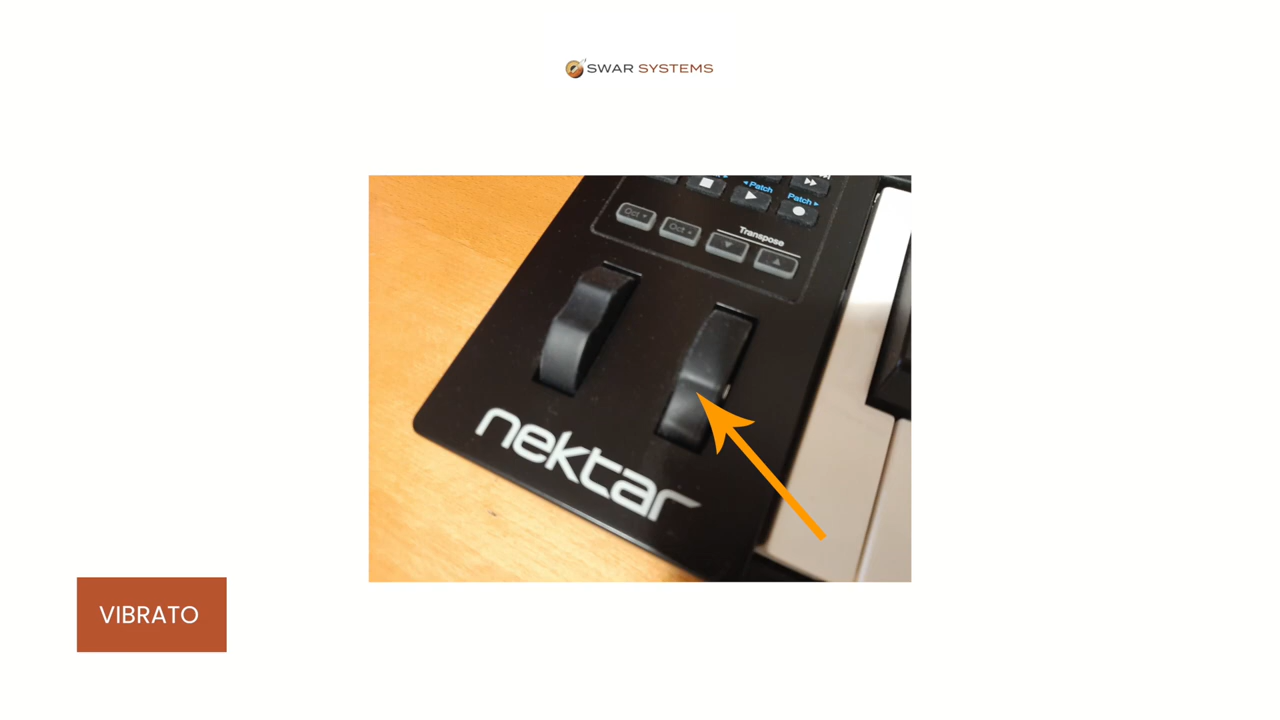 SWAR SYSTEMS
Patch
Patch
Oct
Oct
Transpose
nektar
VIBRATO